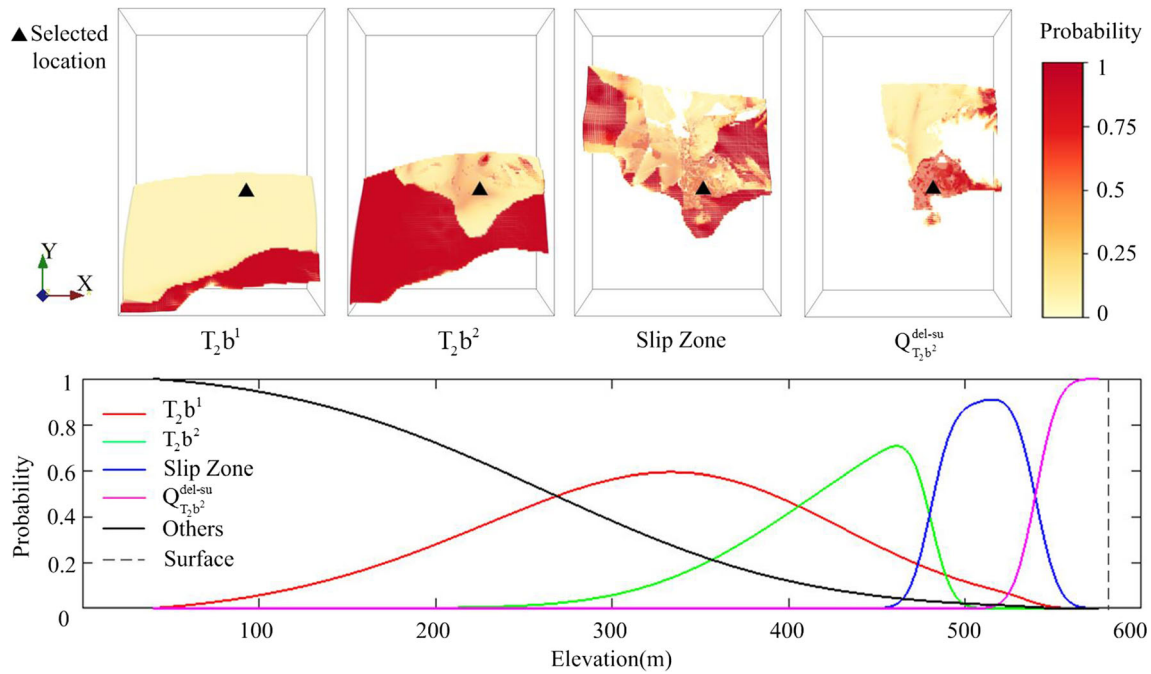 ▲ Selected
location
Probability
1
0.75
0.5
0.25
0
Y
X
T₂b¹
T₂b²
Slip Zone
Q^{del-su}_{T₂b²}
1
0.8
0.6
0.4
0.2
0
Probability
T₂b¹
T₂b²
Slip Zone
Q^{del-su}_{T₂b²}
Others
Surface
100 200 300 400 500 600
Elevation(m)